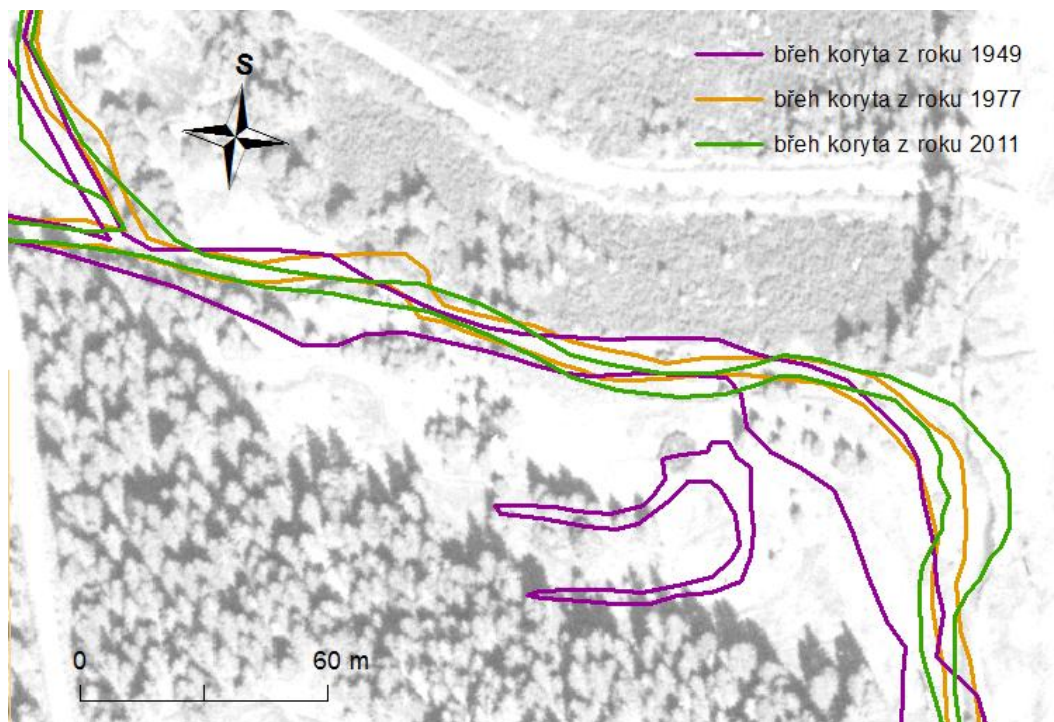 S
břeh koryta z roku 1949
břeh koryta z roku 1977
břeh koryta z roku 2011
0 60 m